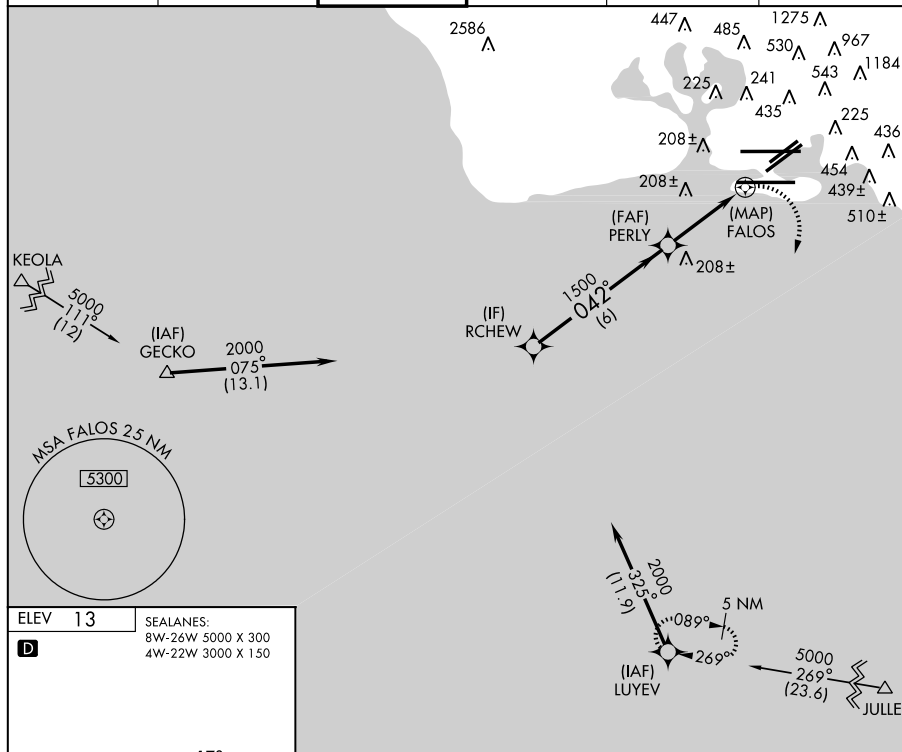 2586
447
485
1275
530
967
1184
225
241
435
543
225
436
208±
454
208±
439±
510±
(MAP)
FALOS
(FAF)
PERLY
208±
1500
042°
(6)
(IF)
RCHEW
KEOLA
5000
111°
(12)
(IAF)
GECKO
2000
075°
(13.1)
MSA FALOS 25 NM
5300
2000
325°
(11.9)
5 NM
089°
269°
(IAF)
LUYEV
5000
269°
(23.6)
JULLE
ELEV 13
D
SEALANES:
8W-26W 5000 X 300
4W-22W 3000 X 150